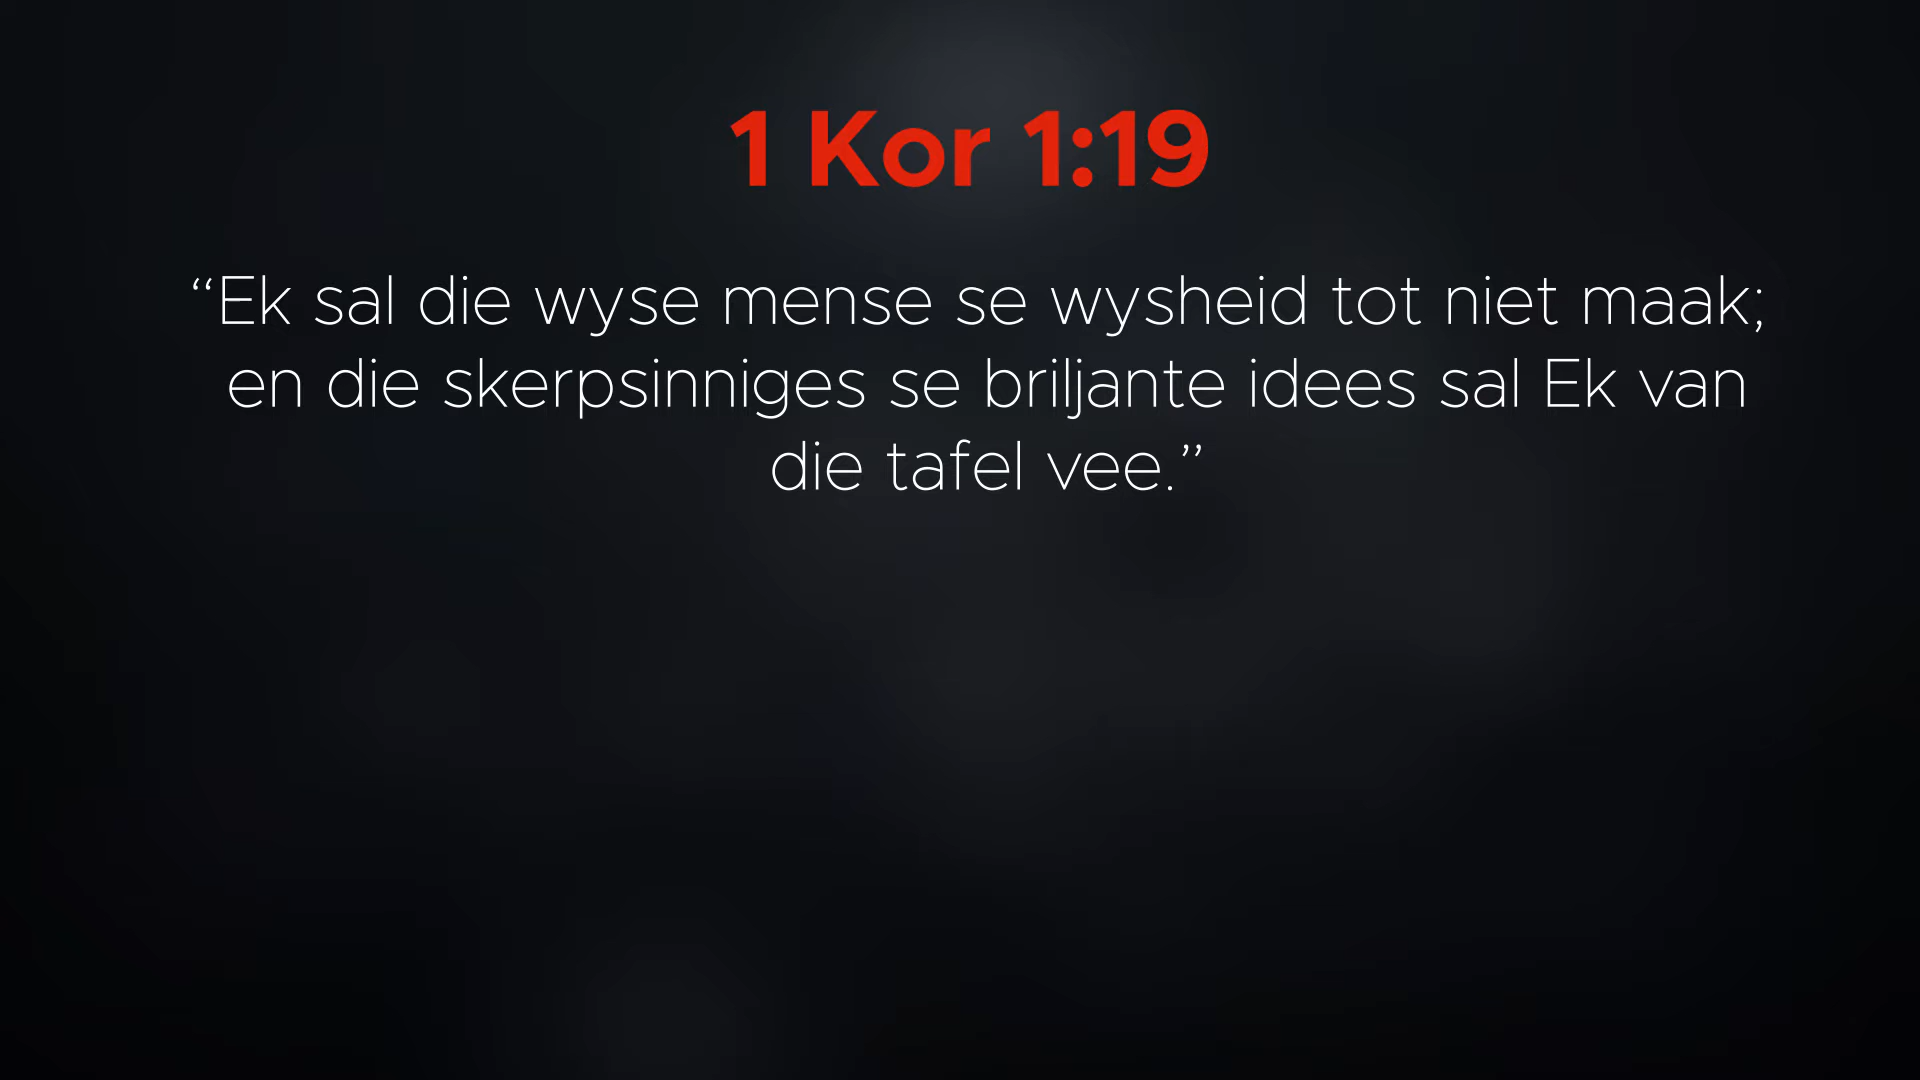 1 Kor 1:19
“Ek sal die wyse mense se wysheid tot niet maak;
en die skerpsinniges se briljante idees sal Ek van
die tafel vee.”